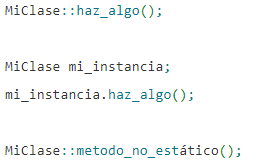 MiClase::haz_algo();
MiClase mi_instancia;
mi_instancia.haz_algo();
MiClase::metodo_no_estático();